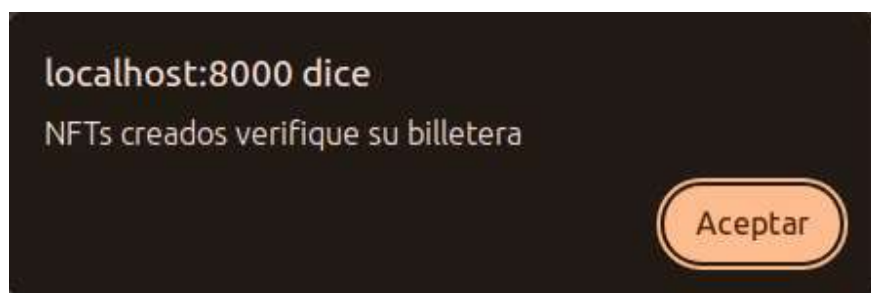 localhost:8000 dice
NFTs creados verifique su billetera
Aceptar